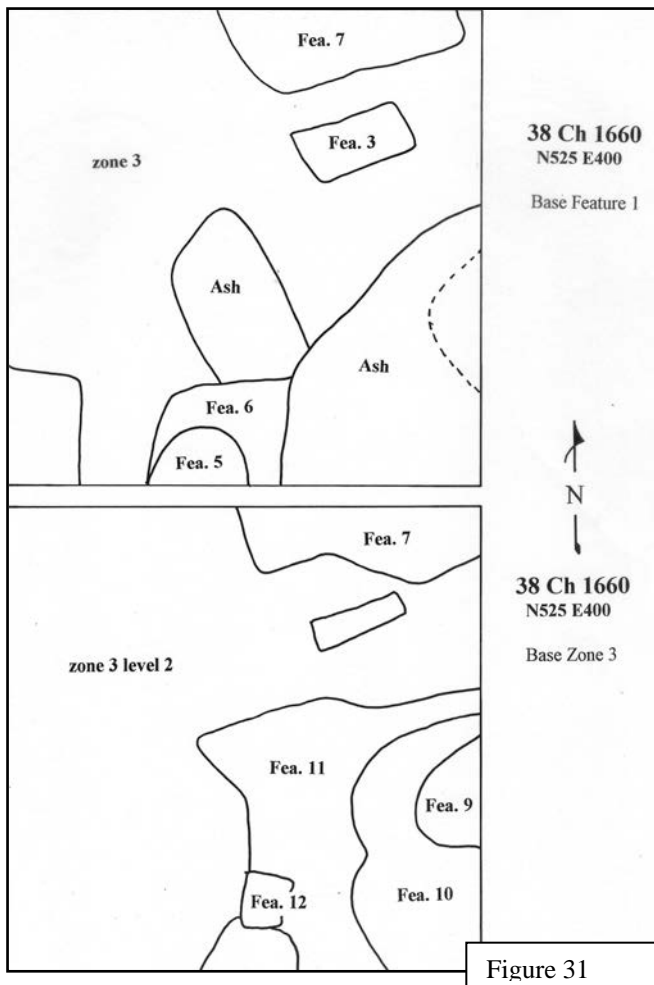 Fea. 7
Fea. 3
zone 3
Ash
Ash
Fea. 6
Fea. 5
38 Ch 1660
N525 E400
Base Feature 1
N
Fea. 7
zone 3 level 2
Fea. 11
Fea. 9
Fea. 12
Fea. 10
38 Ch 1660
N525 E400
Base Zone 3
Figure 31